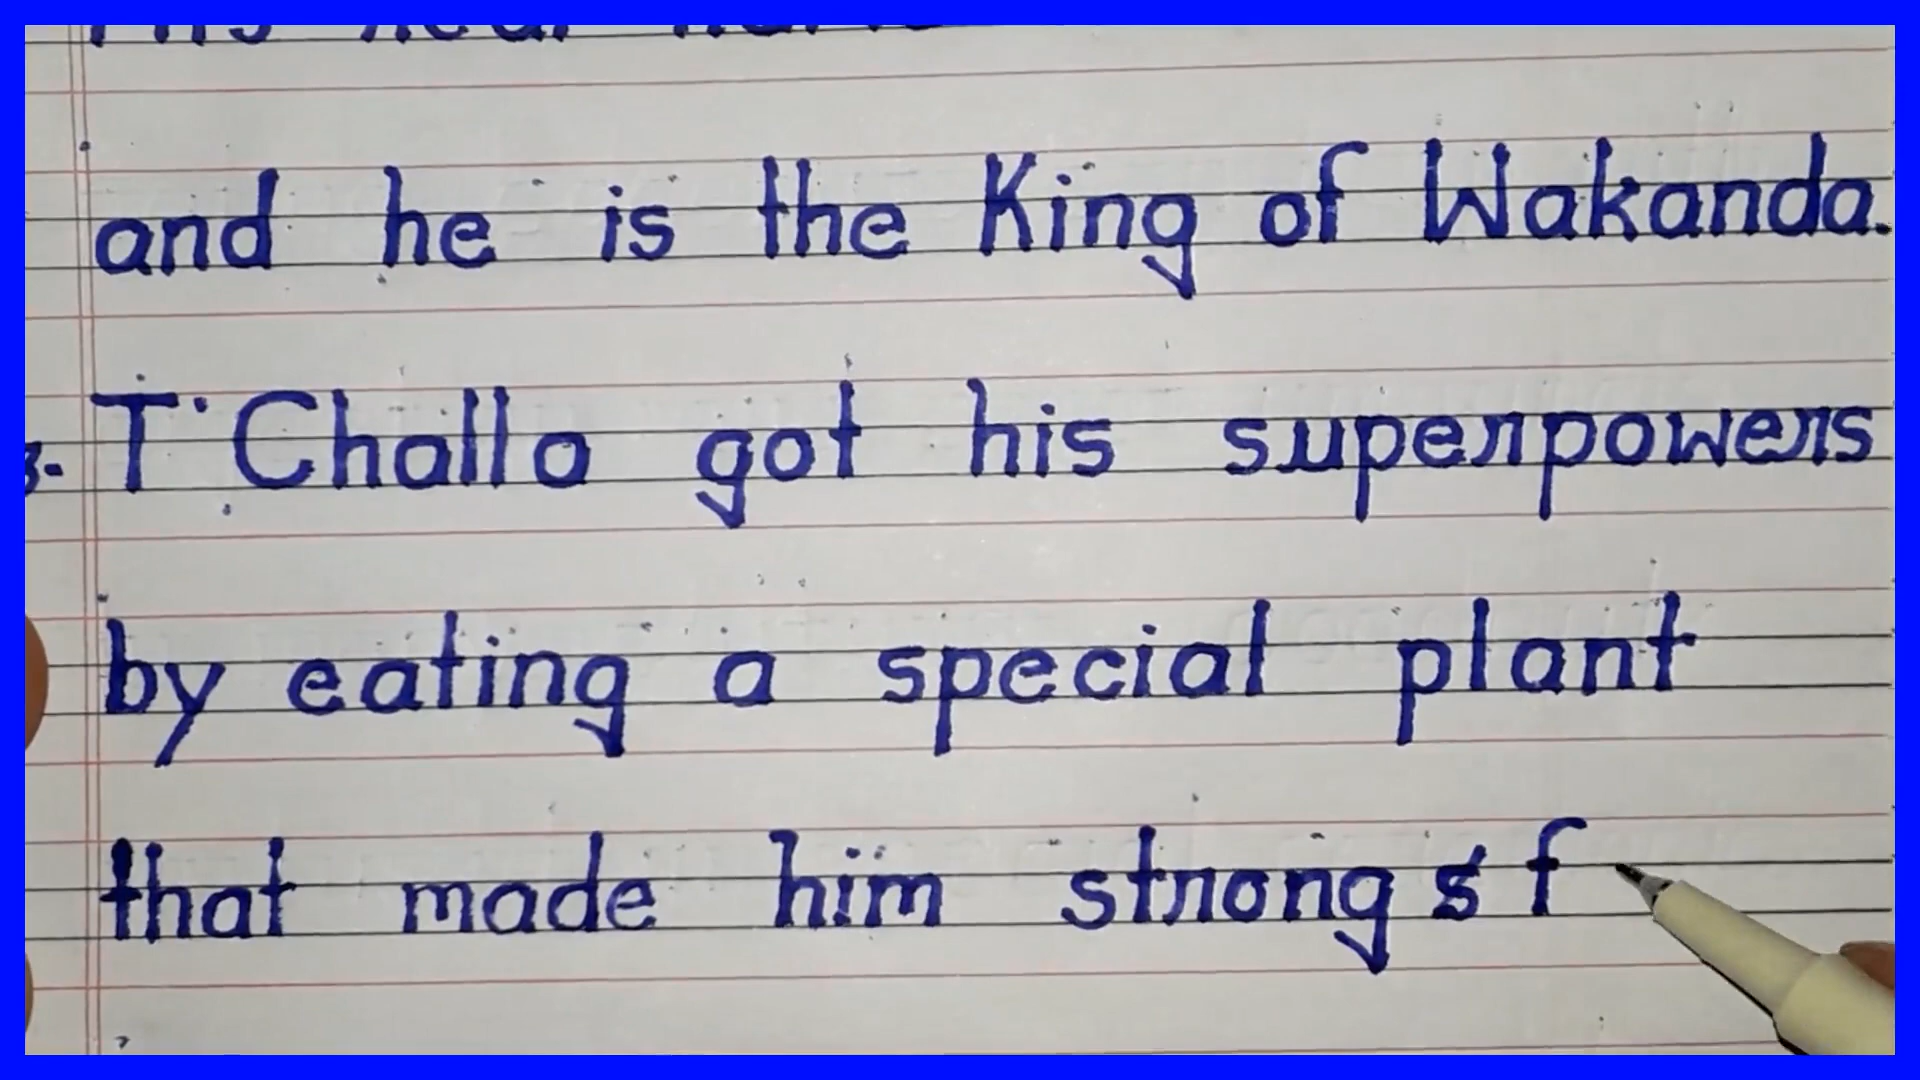 and he is the King of Wakanda.
3- T'Challa got his superpowers
by eating a special plant
that made him strong & f